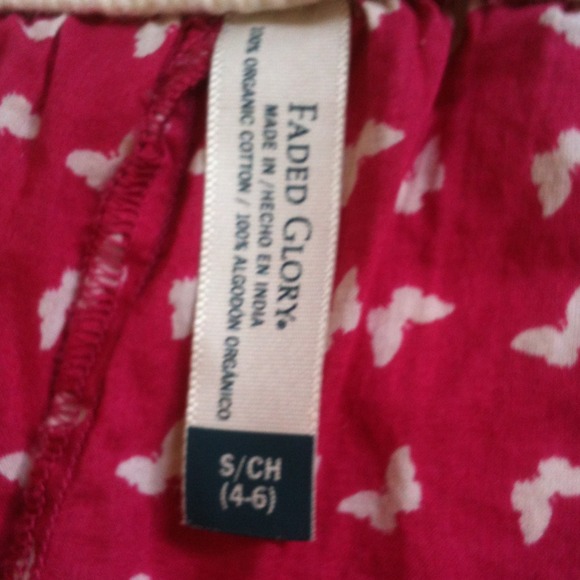 FADED GLORY®
MADE IN / HECHO EN INDIA
100% ORGANIC COTTON / 100% ALGODÓN ORGÁNICO
S/CH
(4-6)